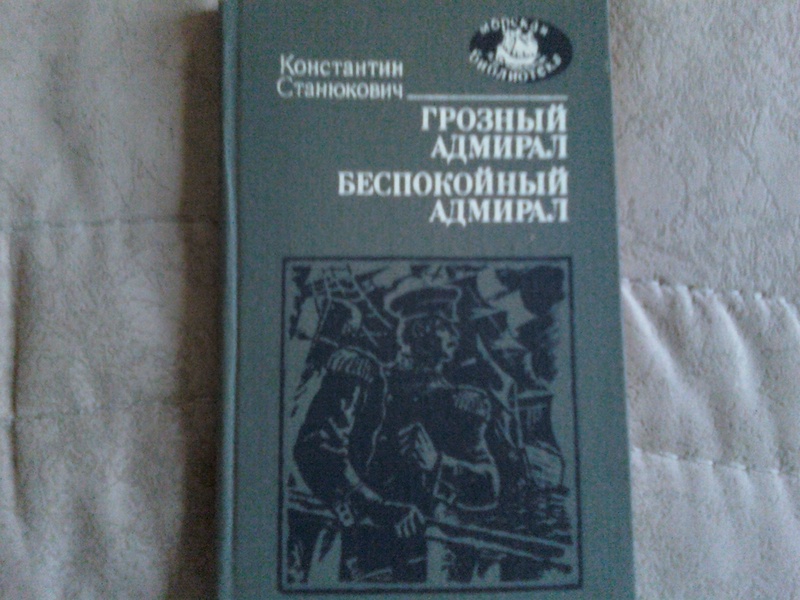 Морская
библиотека
Константин
Станюкович
ГРОЗНЫЙ
АДМИРАЛ
БЕСПОКОЙНЫЙ
АДМИРАЛ